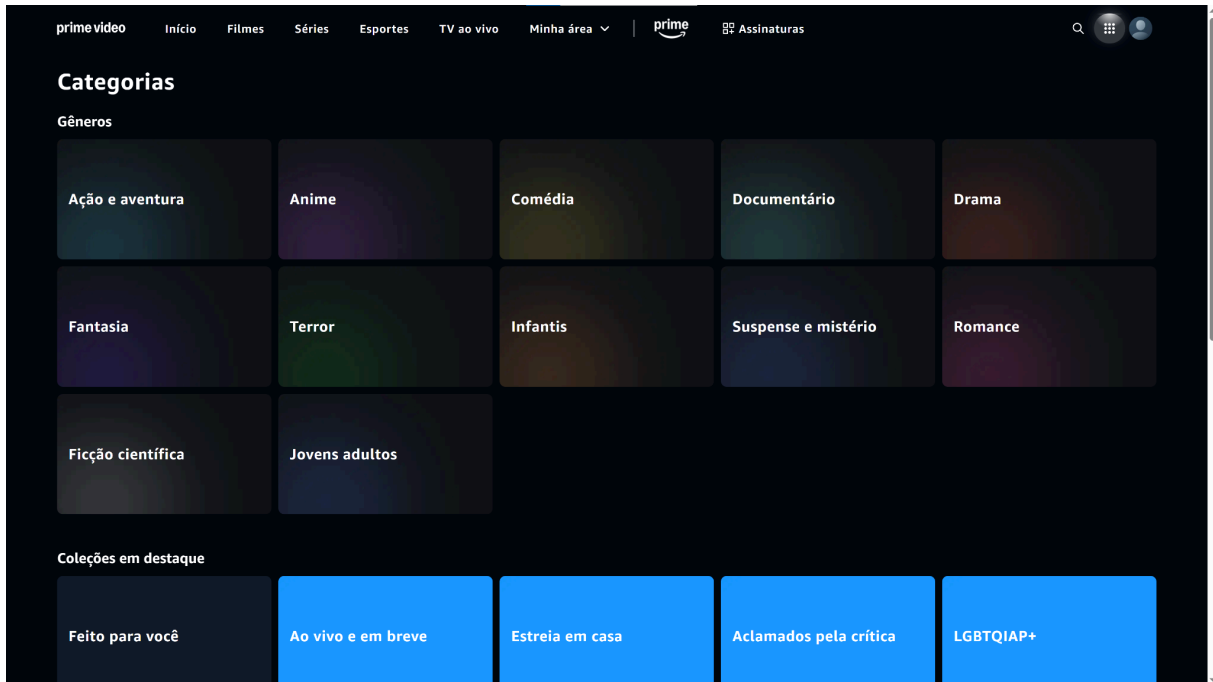 prime video Início Filmes Séries Esportes TV ao vivo Minha área prime Assinaturas
Categorias
Gêneros
Ação e aventura Anime Comédia Documentário Drama
Fantasia Terror Infantis Suspense e mistério Romance
Ficção científica Jovens adultos
Coleções em destaque
Feito para você Ao vivo e em breve Estreia em casa Aclamados pela crítica LGBTQIAP+